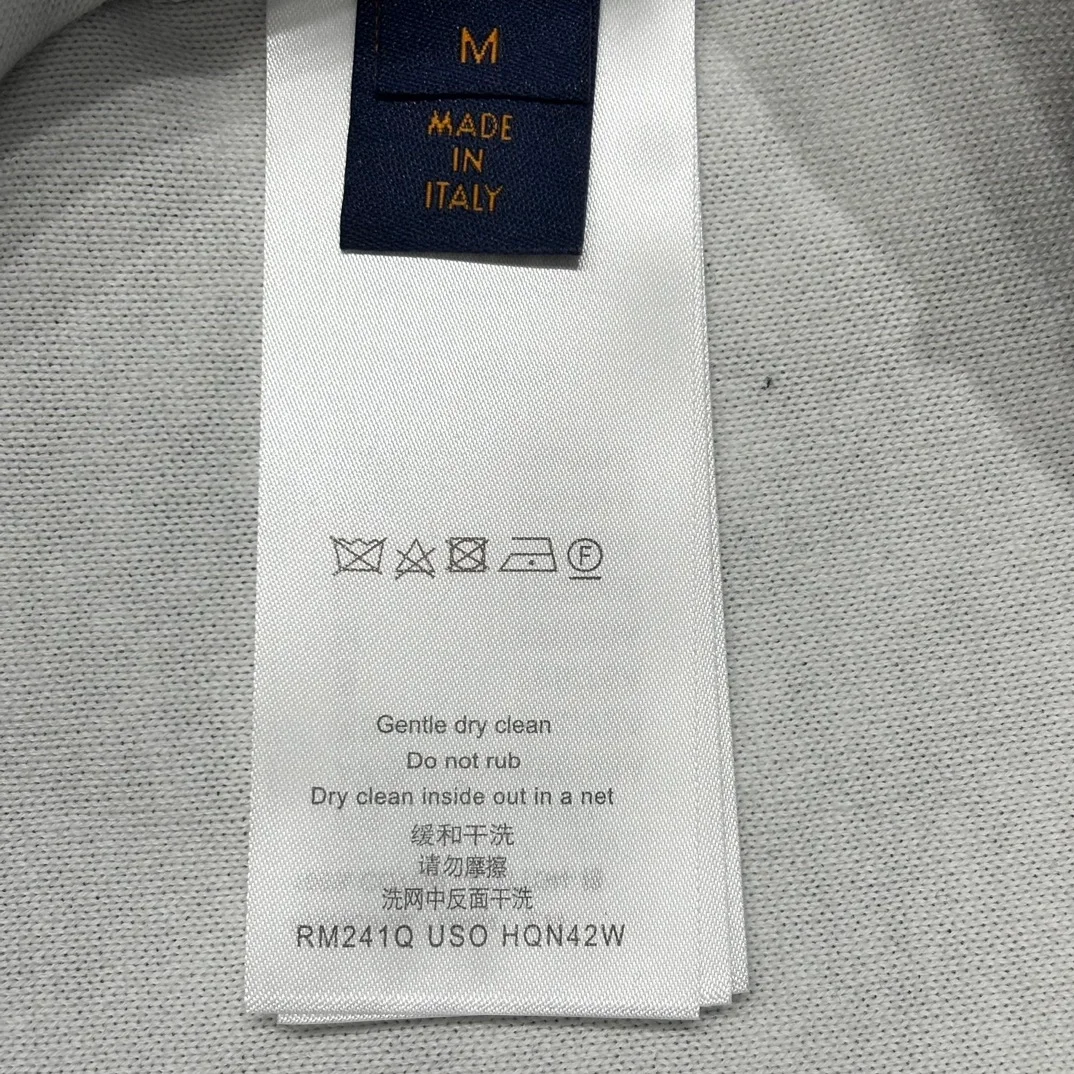 M
MADE
IN
ITALY
F
Gentle dry clean
Do not rub
Dry clean inside out in a net
缓和干洗
请勿摩擦
洗网中反面干洗
RM241Q USO HQN42W